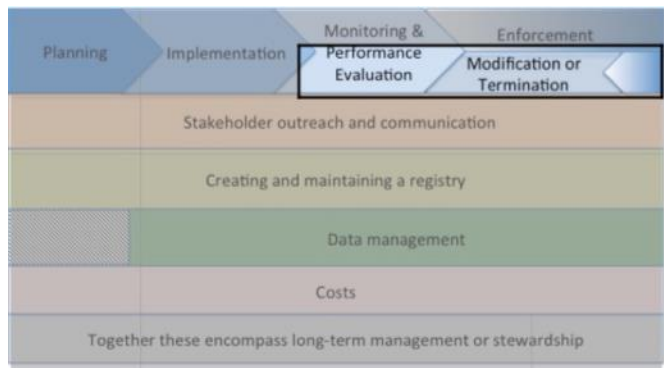 Planning
Implementation
Monitoring &
Performance
Evaluation
Enforcement
Modification or
Termination
Stakeholder outreach and communication
Creating and maintaining a registry
Data management
Costs
Together these encompass long-term management or stewardship